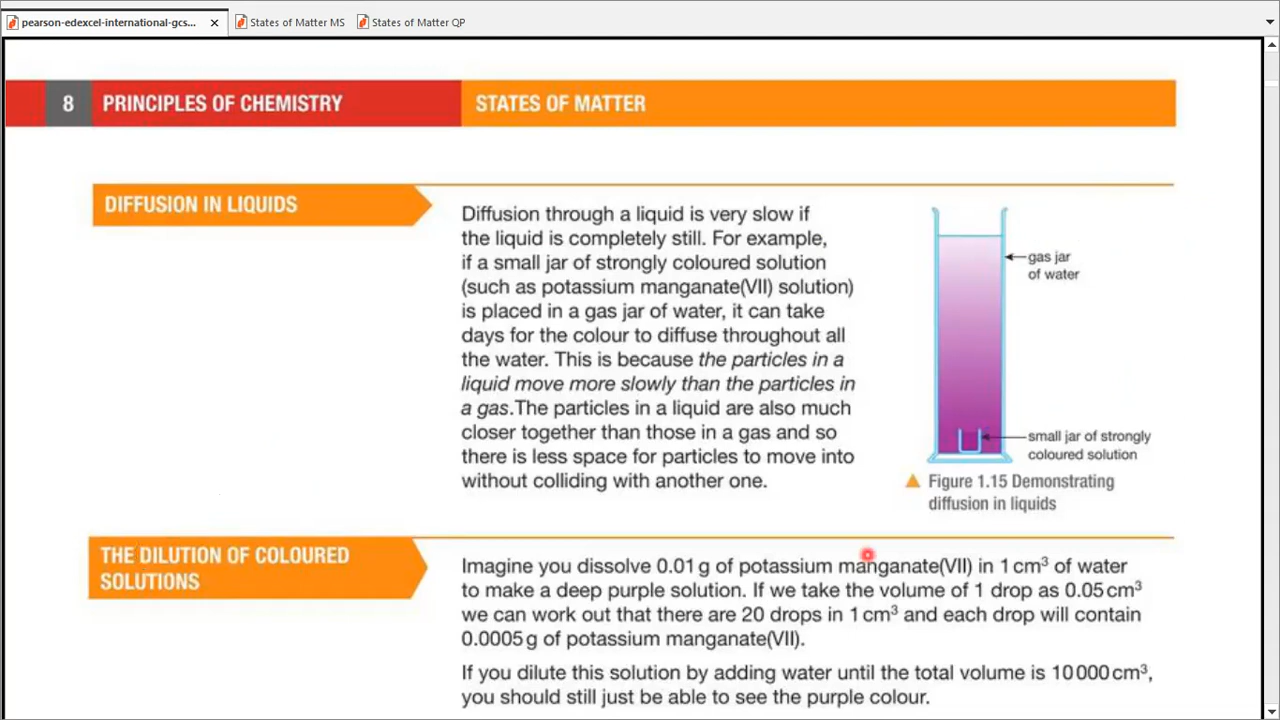 pearson-edexcel-international-gcs...
States of Matter MS
States of Matter QP
8 PRINCIPLES OF CHEMISTRY
STATES OF MATTER
DIFFUSION IN LIQUIDS
Diffusion through a liquid is very slow if
the liquid is completely still. For example,
if a small jar of strongly coloured solution
(such as potassium manganate(VII) solution)
is placed in a gas jar of water, it can take
days for the colour to diffuse throughout all
the water. This is because the particles in a
liquid move more slowly than the particles in
a gas.The particles in a liquid are also much
closer together than those in a gas and so
there is less space for particles to move into
without colliding with another one.
gas jar
of water
small jar of strongly
coloured solution
Figure 1.15 Demonstrating
diffusion in liquids
THE DILUTION OF COLOURED
SOLUTIONS
Imagine you dissolve 0.01 g of potassium manganate(VII) in 1 cm³ of water
to make a deep purple solution. If we take the volume of 1 drop as 0.05 cm³
we can work out that there are 20 drops in 1 cm³ and each drop will contain
0.0005 g of potassium manganate(VII).
If you dilute this solution by adding water until the total volume is 10 000 cm³,
you should still just be able to see the purple colour.